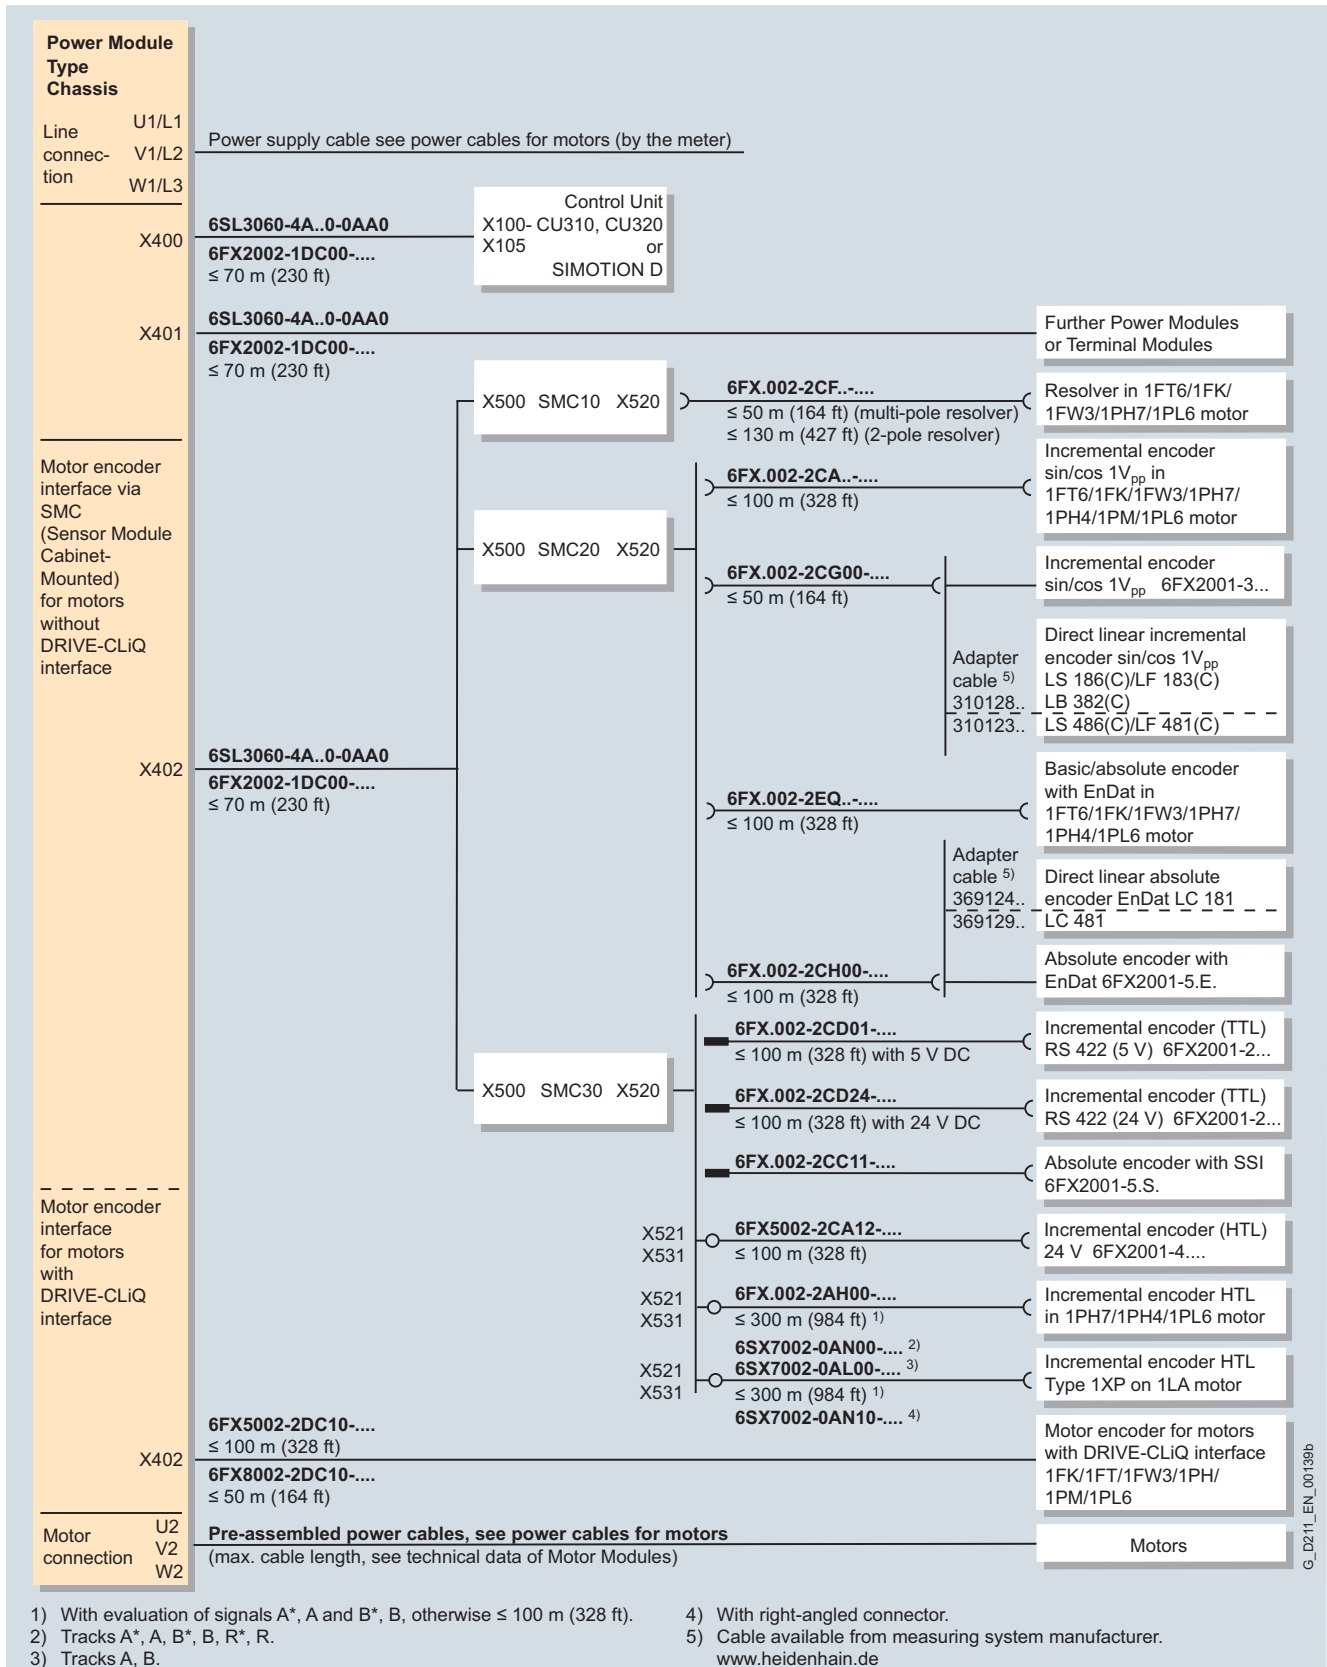 Power Module
Type
Chassis
Line
connec-
tion
U1/L1
V1/L2
W1/L3
Power supply cable see power cables for motors (by the meter)
X400
6SL3060-4A..0-0AA0
6FX2002-1DC00-....
≤ 70 m (230 ft)
Control Unit
X100- CU310, CU320
X105 or
SIMOTION D
X401
6SL3060-4A..0-0AA0
6FX2002-1DC00-....
≤ 70 m (230 ft)
Further Power Modules
or Terminal Modules
X500 SMC10 X520
6FX.002-2CF..-....
≤ 50 m (164 ft) (multi-pole resolver)
≤ 130 m (427 ft) (2-pole resolver)
Resolver in 1FT6/1FK/
1FW3/1PH7/1PL6 motor
Motor encoder
interface via
SMC
(Sensor Module
Cabinet-
Mounted)
for motors
without
DRIVE-CLiQ
interface
X402
6SL3060-4A..0-0AA0
6FX2002-1DC00-....
≤ 70 m (230 ft)
X500 SMC20 X520
6FX.002-2CA..-....
≤ 100 m (328 ft)
Incremental encoder
sin/cos 1Vpp in
1FT6/1FK/1FW3/1PH7/
1PH4/1PM/1PL6 motor
6FX.002-2CG00-....
≤ 50 m (164 ft)
Incremental encoder
sin/cos 1Vpp 6FX2001-3...
Adapter
cable 5)
310128..
310123..
Direct linear incremental
encoder sin/cos 1Vpp
LS 186(C)/LF 183(C)
LB 382(C)
LS 486(C)/LF 481(C)
6FX.002-2EQ..-....
≤ 100 m (328 ft)
Basic/absolute encoder
with EnDat in
1FT6/1FK/1FW3/1PH7/
1PH4/1PL6 motor
Adapter
cable 5)
369124..
369129..
Direct linear absolute
encoder EnDat LC 181
LC 481
6FX.002-2CH00-....
≤ 100 m (328 ft)
Absolute encoder with
EnDat 6FX2001-5.E.
X500 SMC30 X520
6FX.002-2CD01-....
≤ 100 m (328 ft) with 5 V DC
Incremental encoder (TTL)
RS 422 (5 V) 6FX2001-2...
6FX.002-2CD24-....
≤ 100 m (328 ft) with 24 V DC
Incremental encoder (TTL)
RS 422 (24 V) 6FX2001-2...
6FX.002-2CC11-....
Absolute encoder with SSI
6FX2001-5.S.
X521
X531
6FX5002-2CA12-....
≤ 100 m (328 ft)
Incremental encoder (HTL)
24 V 6FX2001-4....
X521
X531
6FX.002-2AH00-....
≤ 300 m (984 ft) 1)
Incremental encoder HTL
in 1PH7/1PH4/1PL6 motor
X521
X531
6SX7002-0AN00-.... 2)
6SX7002-0AL00-.... 3)
≤ 300 m (984 ft) 1)
6SX7002-0AN10-.... 4)
Incremental encoder HTL
Type 1XP on 1LA motor
Motor encoder
interface
for motors
with
DRIVE-CLiQ
interface
X402
6FX5002-2DC10-....
≤ 100 m (328 ft)
6FX8002-2DC10-....
≤ 50 m (164 ft)
Motor encoder for motors
with DRIVE-CLiQ interface
1FK/1FT/1FW3/1PH/
1PM/1PL6
Motor
connection
U2
V2
W2
Pre-assembled power cables, see power cables for motors
(max. cable length, see technical data of Motor Modules)
Motors
G_D211_EN_00139b
1) With evaluation of signals A*, A and B*, B, otherwise ≤ 100 m (328 ft).
2) Tracks A*, A, B*, B, R*, R.
3) Tracks A, B.
4) With right-angled connector.
5) Cable available from measuring system manufacturer.
www.heidenhain.de